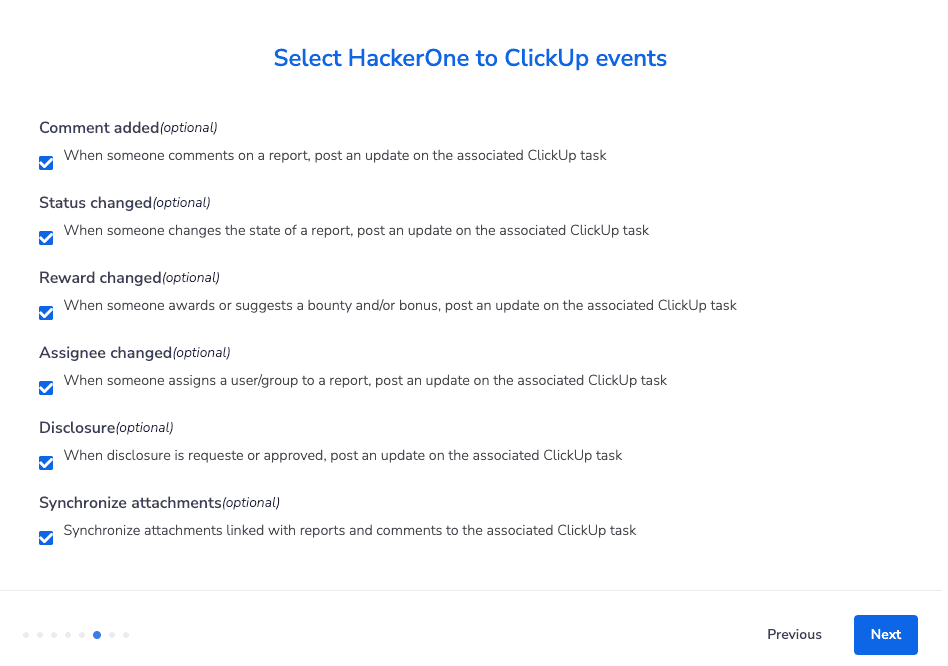 Select HackerOne to ClickUp events
Comment added(optional)
When someone comments on a report, post an update on the associated ClickUp task
Status changed(optional)
When someone changes the state of a report, post an update on the associated ClickUp task
Reward changed(optional)
When someone awards or suggests a bounty and/or bonus, post an update on the associated ClickUp task
Assignee changed(optional)
When someone assigns a user/group to a report, post an update on the associated ClickUp task
Disclosure(optional)
When disclosure is requeste or approved, post an update on the associated ClickUp task
Synchronize attachments(optional)
Synchronize attachments linked with reports and comments to the associated ClickUp task
Previous
Next